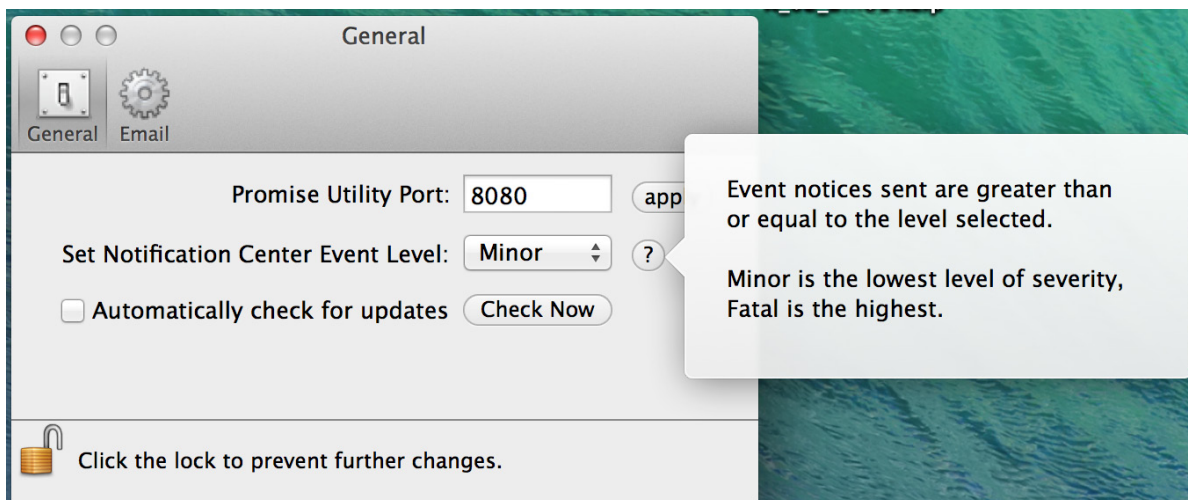 General
General
Email
Promise Utility Port:
8080
Set Notification Center Event Level:
Minor
?
Automatically check for updates
Check Now
Event notices sent are greater than
or equal to the level selected.
Minor is the lowest level of severity,
Fatal is the highest.
Click the lock to prevent further changes.